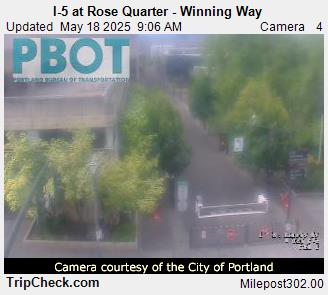 I-5 at Rose Quarter - Winning Way
Updated May 18 2025 9:06 AM Camera 4
PBOT
PORTLAND BUREAU OF TRANSPORTATION
Camera courtesy of the City of Portland
TripCheck.com Milepost302.00